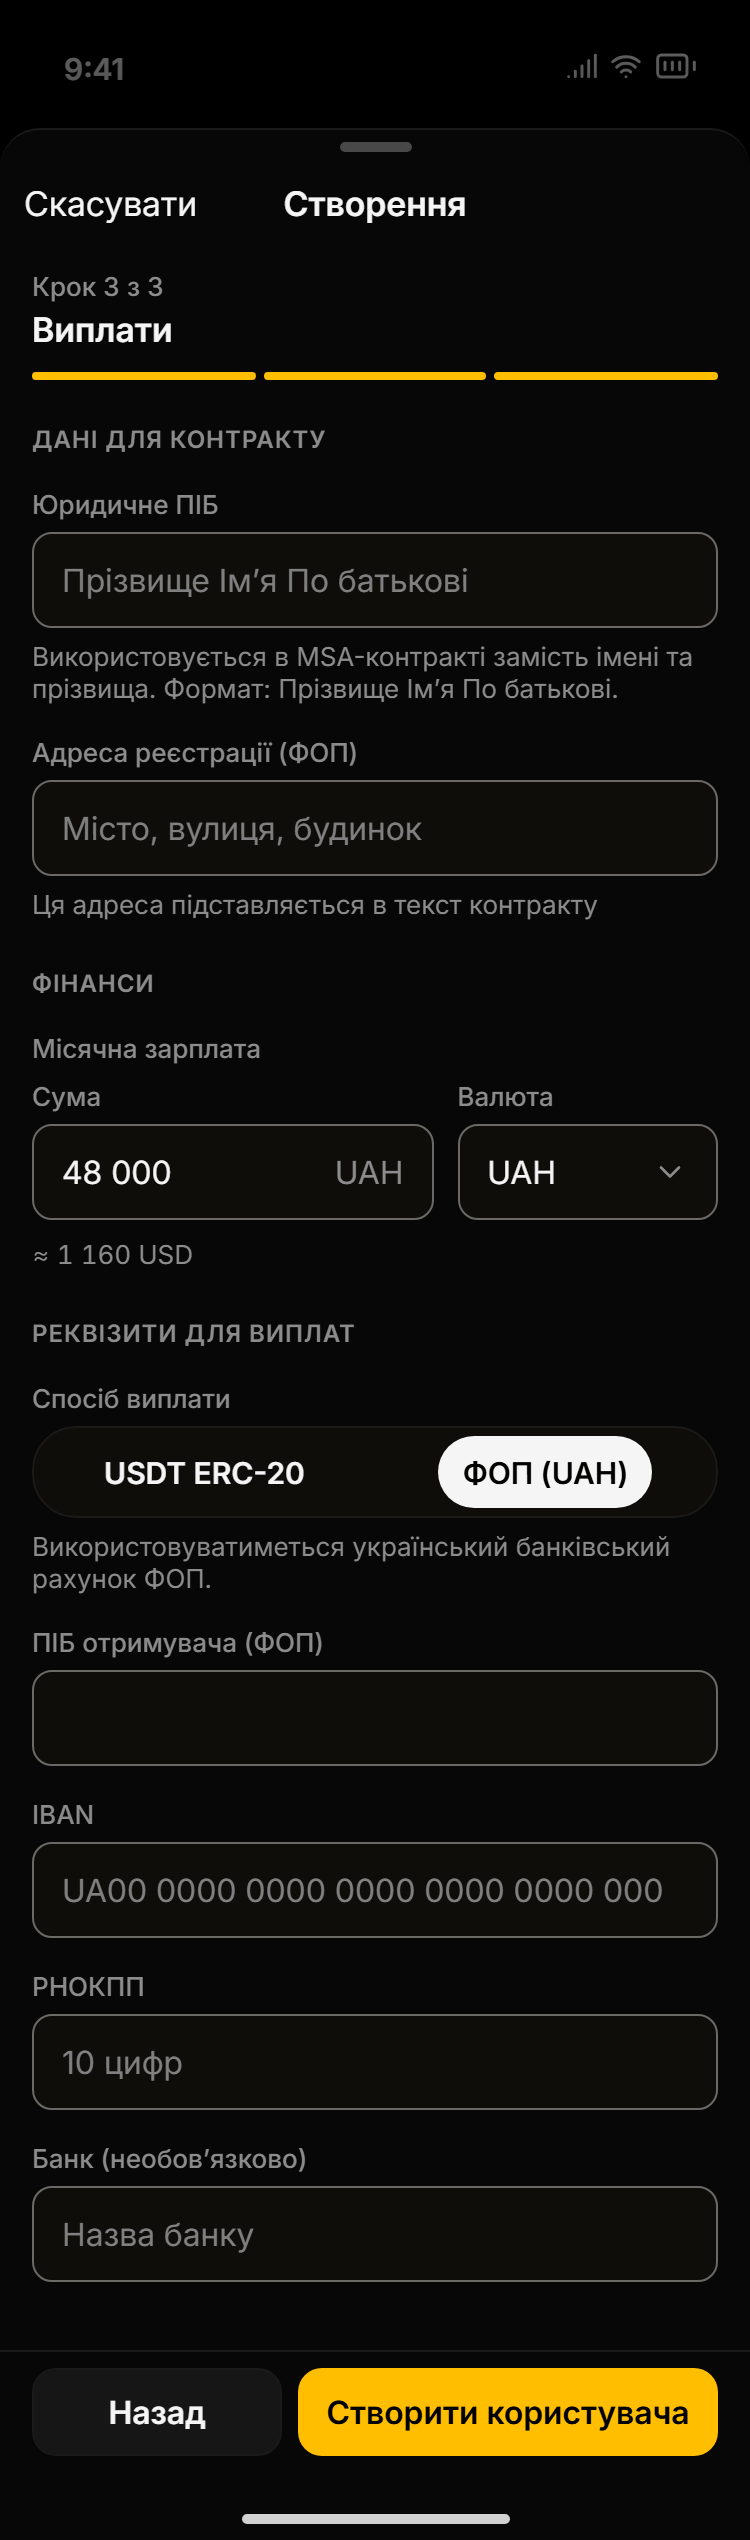 9:41
Скасувати
Створення
Крок 3 з 3
Виплати
ДАНІ ДЛЯ КОНТРАКТУ
Юридичне ПІБ
Прізвище Ім’я По батькові
Використовується в MSA-контракті замість імені та
прізвища. Формат: Прізвище Ім’я По батькові.
Адреса реєстрації (ФОП)
Місто, вулиця, будинок
Ця адреса підставляється в текст контракту
ФІНАНСИ
Місячна зарплата
Сума
Валюта
48 000 UAH
UAH
≈ 1 160 USD
РЕКВІЗИТИ ДЛЯ ВИПЛАТ
Спосіб виплати
USDT ERC-20
ФОП (UAH)
Використовуватиметься український банківський
рахунок ФОП.
ПІБ отримувача (ФОП)
IBAN
UA00 0000 0000 0000 0000 0000 000
РНОКПП
10 цифр
Банк (необов’язково)
Назва банку
Назад
Створити користувача